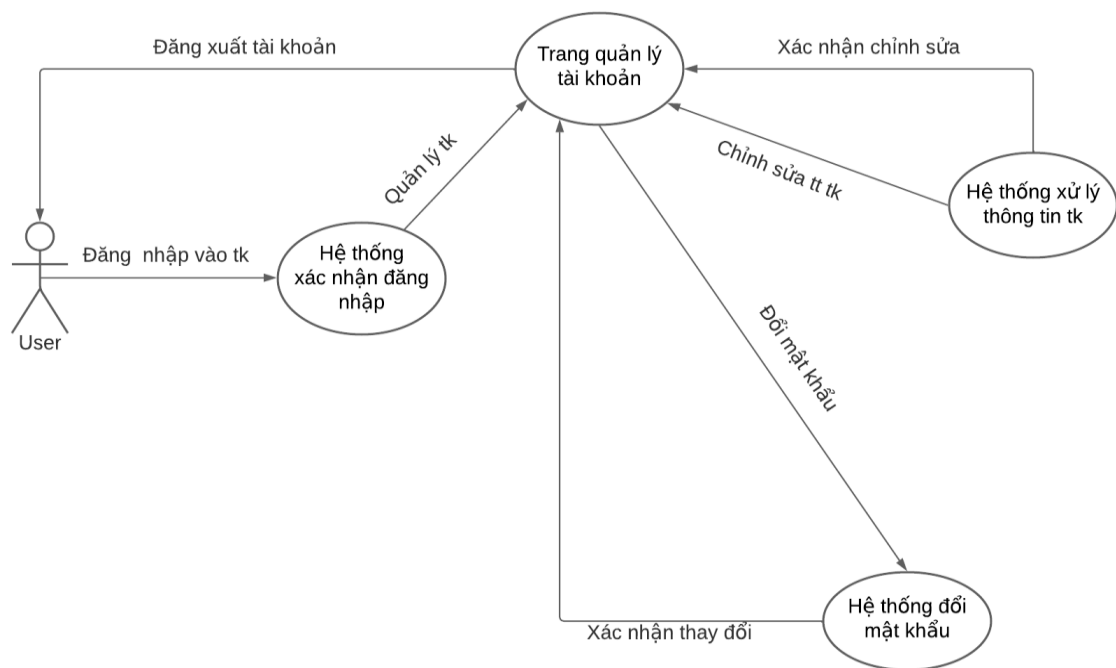 Đăng xuất tài khoản
Trang quản lý
tài khoản
Xác nhận chỉnh sửa
Quản lý tk
Chỉnh sửa tt tk
Hệ thống xử lý
thông tin tk
Đăng nhập vào tk
Hệ thống
xác nhận đăng
nhập
User
Đổi mật khẩu
Xác nhận thay đổi
Hệ thống đổi
mật khẩu